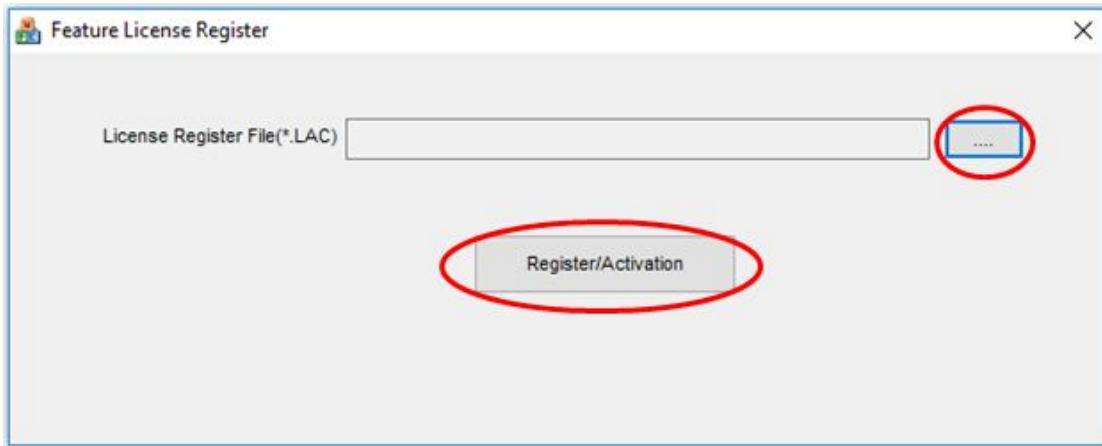 Feature License Register
License Register File(*.LAC)
....
Register/Activation